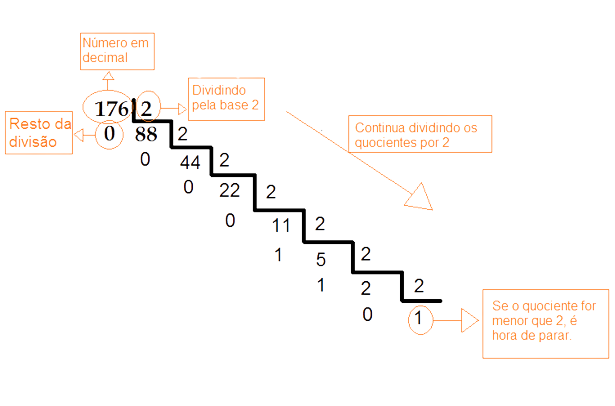 Número em
decimal
176 2
Dividindo
pela base 2
Resto da
divisão
0 88 2
Continua dividindo os
quocientes por 2
0 44 2
0 22 2
0 11 2
1 5 2
1 2 2
0 1
Se o quociente for
menor que 2, é
hora de parar.